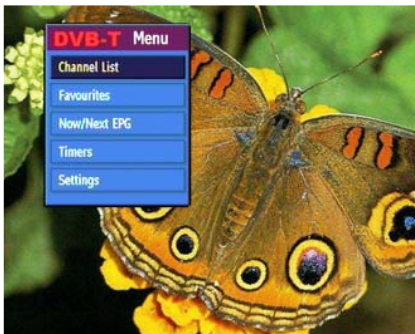 DVB-T Menu
Channel List
Favourites
Now/Next EPG
Timers
Settings